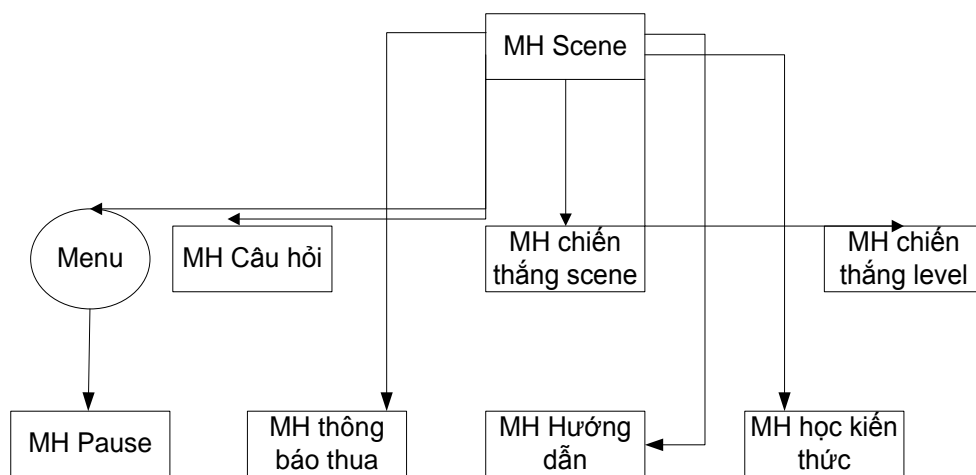 MH Scene
Menu
MH Câu hỏi
MH chiến
thắng scene
MH chiến
thắng level
MH Pause
MH thông
báo thua
MH Hướng
dẫn
MH học kiến
thức